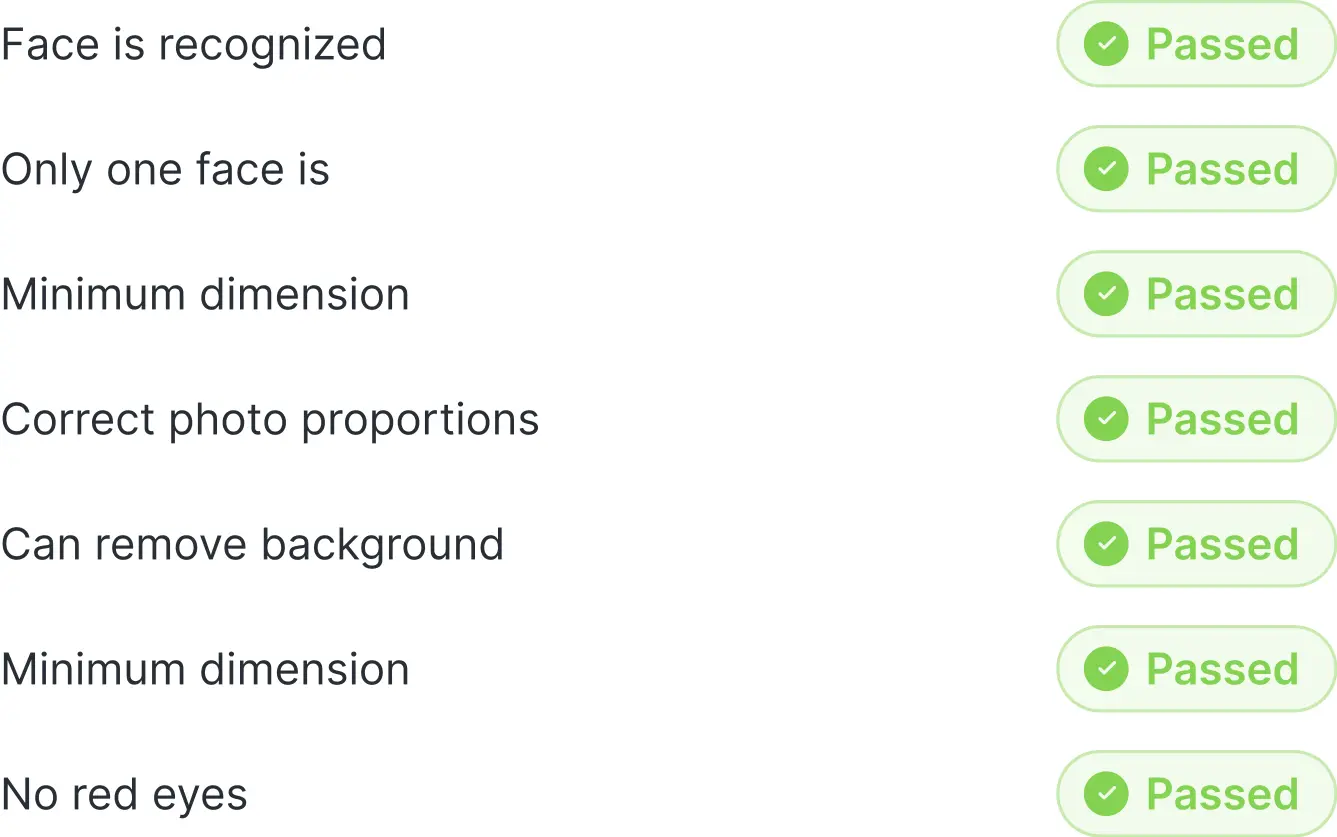 Face is recognized Passed
Only one face is Passed
Minimum dimension Passed
Correct photo proportions Passed
Can remove background Passed
Minimum dimension Passed
No red eyes Passed